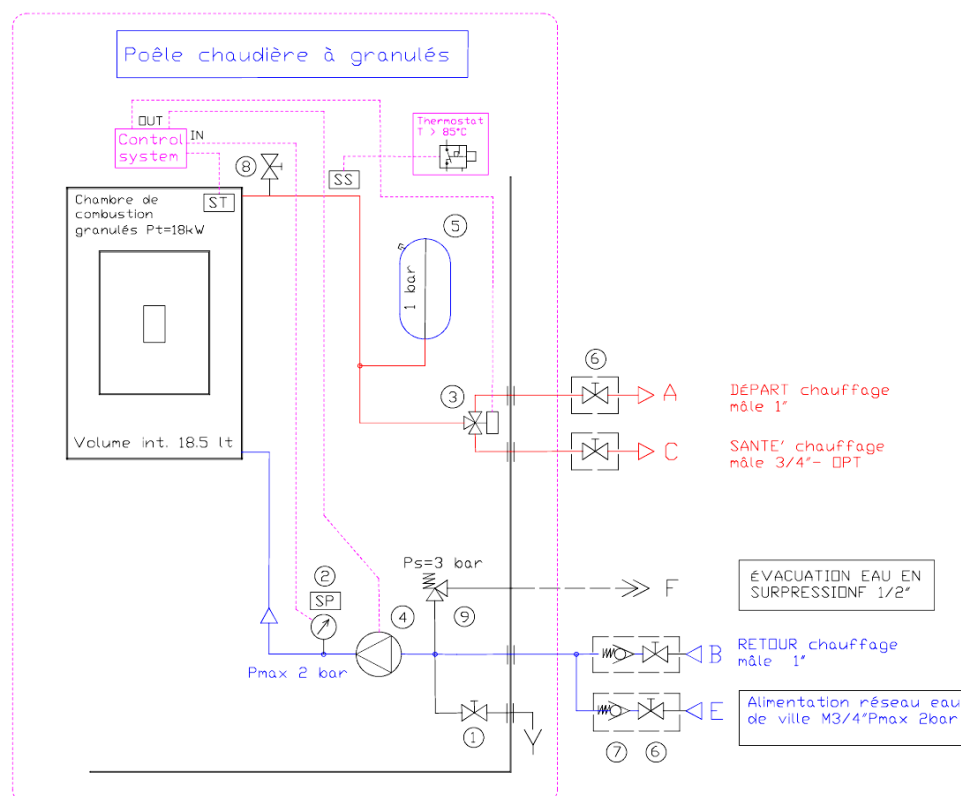 Poêle chaudière à granulés
OUT
IN
Control
system
Thermostat
T > 85°C
8
SS
ST
Chambre de
combustion
granulés Pt=18kW
5
1 bar
6
3
A
DÉPART chauffage
mâle 1"
Volume int. 18.5 lt
C
SANTE' chauffage
mâle 3/4"- OPT
Ps=3 bar
2
SP
9
F
ÉVACUATION EAU EN
SURPRESSIONF 1/2"
4
Pmax 2 bar
B
RETOUR chauffage
mâle 1"
E
Alimentation réseau eau
de ville M3/4"Pmax 2bar
1
7
6